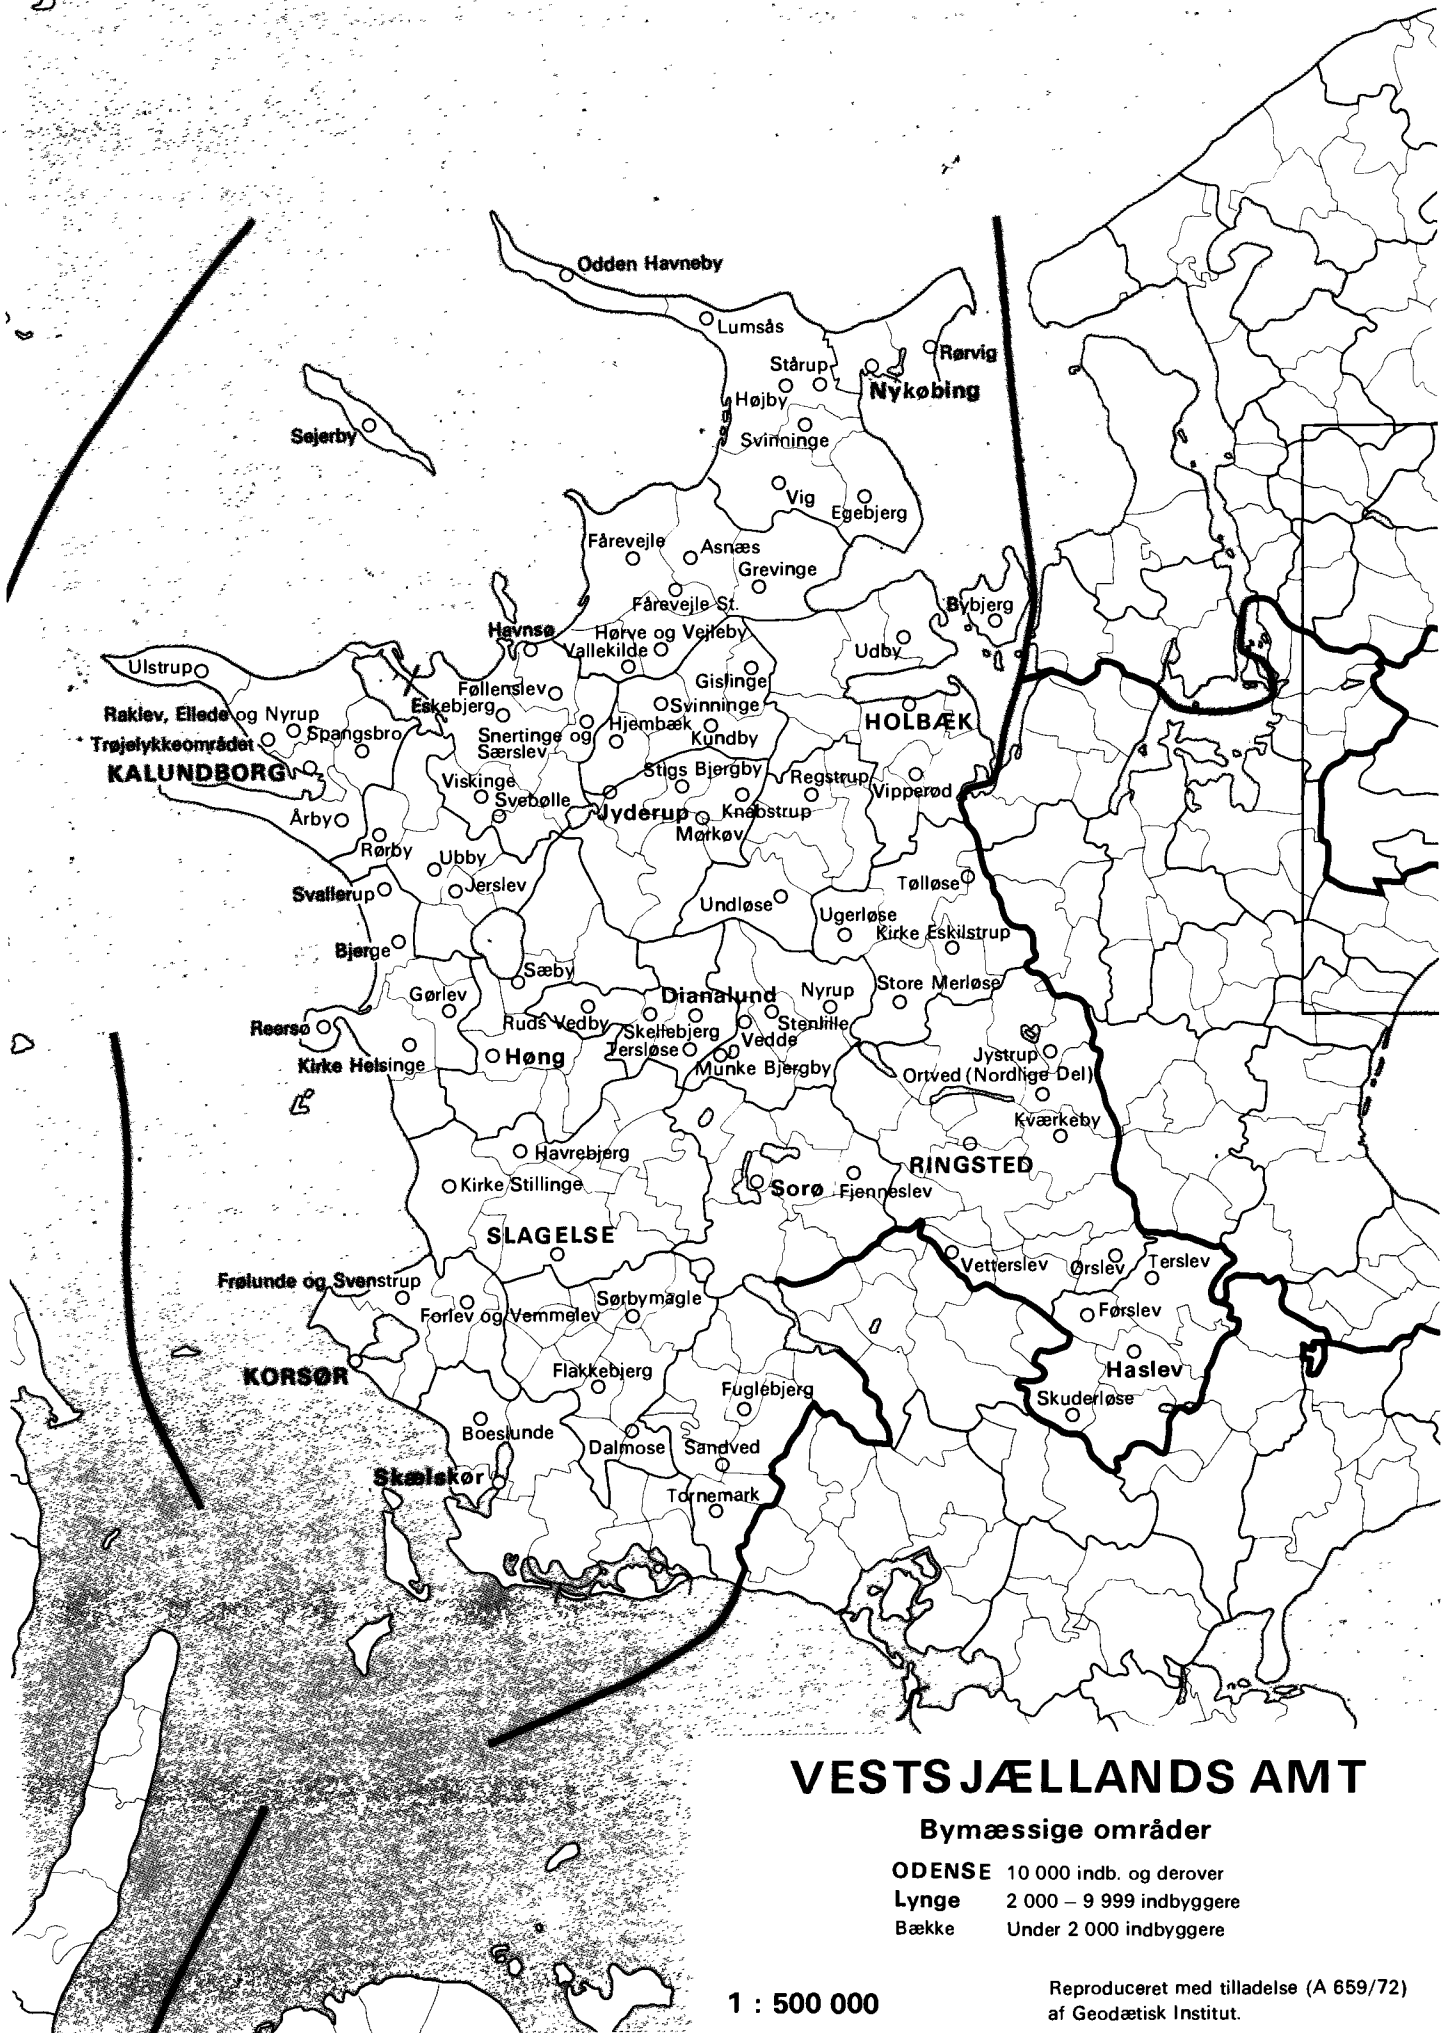 Odden Havneby
Lumsås
Rørvig
Stårup
Nykøbing
Højby
Sejerby
Svinninge
Vig
Egebjerg
Fårevejle
Asnæs
Grevinge
Fårevejle St.
Bybjerg
Havnsø
Hørve og Vejleby
Vallekilde
Udby
Ulstrup
Gislinge
Føllenslev
Eskebjerg
Svinninge
Raklev, Ellede og Nyrup
Hjembæk
HOLBÆK
Spangsbro
Snertinge og
Særslev
Kundby
Trøjelykkeområdet
KALUNDBORG
Stigs Bjergby
Regstrup
Viskinge
Vipperød
Svebølle
Jyderup
Knabstrup
Årby
Mørkøv
Rørby
Ubby
Jerslev
Tølløse
Svallerup
Undløse
Ugerløse
Kirke Eskilstrup
Bjerge
Sæby
Gørlev
Dianalund
Nyrup
Store Merløse
Ruds Vedby
Skellebjerg
Stenlille
Reersø
Vedde
Tersløse
Jystrup
Høng
Kirke Helsinge
Munke Bjergby
Ortved (Nordlige Del)
Kværkeby
Havrebjerg
RINGSTED
Kirke Stillinge
Sorø
Fjenneslev
SLAGELSE
Vetterslev
Ørslev
Terslev
Frølunde og Svenstrup
Sørbymagle
Forlev og Vemmelev
Førslev
KORSØR
Flakkebjerg
Haslev
Fuglebjerg
Skuderløse
Boeslunde
Dalmose
Sandved
Skælskør
Tornemark
VESTSJÆLLANDS AMT
Bymæssige områder
ODENSE 10 000 indb. og derover
Lynge 2 000 – 9 999 indbyggere
Bække Under 2 000 indbyggere
1 : 500 000
Reproduceret med tilladelse (A 659/72)
af Geodætisk Institut.